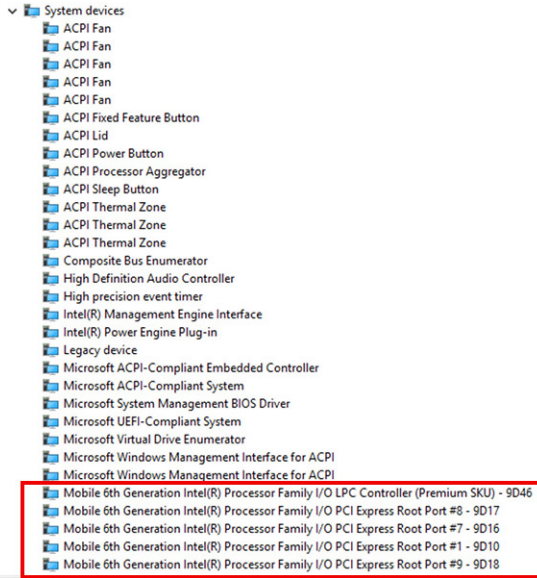 System devices
ACPI Fan
ACPI Fan
ACPI Fan
ACPI Fan
ACPI Fan
ACPI Fixed Feature Button
ACPI Lid
ACPI Power Button
ACPI Processor Aggregator
ACPI Sleep Button
ACPI Thermal Zone
ACPI Thermal Zone
ACPI Thermal Zone
Composite Bus Enumerator
High Definition Audio Controller
High precision event timer
Intel(R) Management Engine Interface
Intel(R) Power Engine Plug-in
Legacy device
Microsoft ACPI-Compliant Embedded Controller
Microsoft ACPI-Compliant System
Microsoft System Management BIOS Driver
Microsoft UEFI-Compliant System
Microsoft Virtual Drive Enumerator
Microsoft Windows Management Interface for ACPI
Microsoft Windows Management Interface for ACPI
Mobile 6th Generation Intel(R) Processor Family I/O LPC Controller (Premium SKU) - 9D46
Mobile 6th Generation Intel(R) Processor Family I/O PCI Express Root Port #8 - 9D17
Mobile 6th Generation Intel(R) Processor Family I/O PCI Express Root Port #7 - 9D16
Mobile 6th Generation Intel(R) Processor Family I/O PCI Express Root Port #1 - 9D10
Mobile 6th Generation Intel(R) Processor Family I/O PCI Express Root Port #9 - 9D18